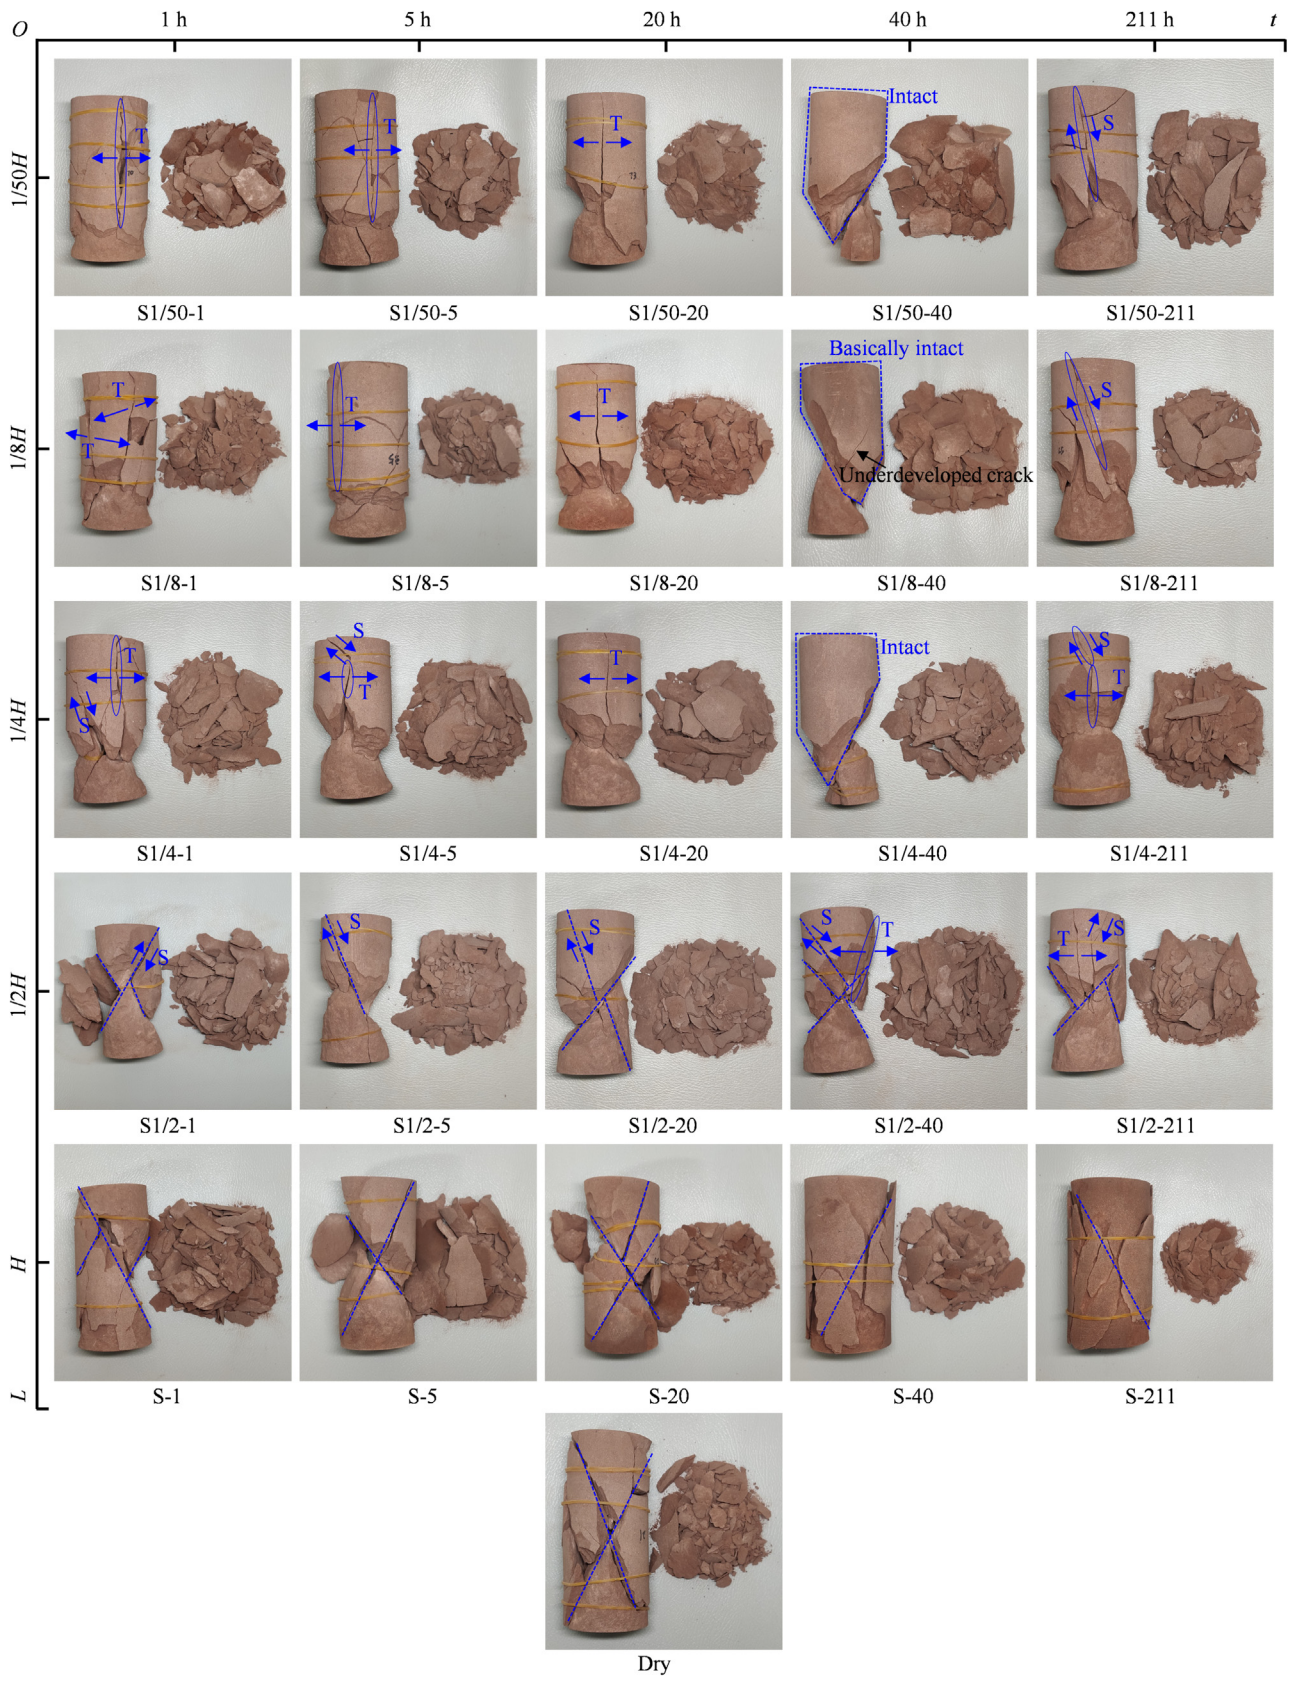 O 1 h 5 h 20 h 40 h 211 h t
1/50H
T
T
T
Intact
S
S1/50-1 S1/50-5 S1/50-20 S1/50-40 S1/50-211
1/8H
T
T
T
T
Basically intact
Underdeveloped crack
S
S1/8-1 S1/8-5 S1/8-20 S1/8-40 S1/8-211
1/4H
T
S
S
T
T
Intact
S
T
S1/4-1 S1/4-5 S1/4-20 S1/4-40 S1/4-211
1/2H
S
S
S
S
T
T
S
S1/2-1 S1/2-5 S1/2-20 S1/2-40 S1/2-211
H
L
S-1 S-5 S-20 S-40 S-211
Dry